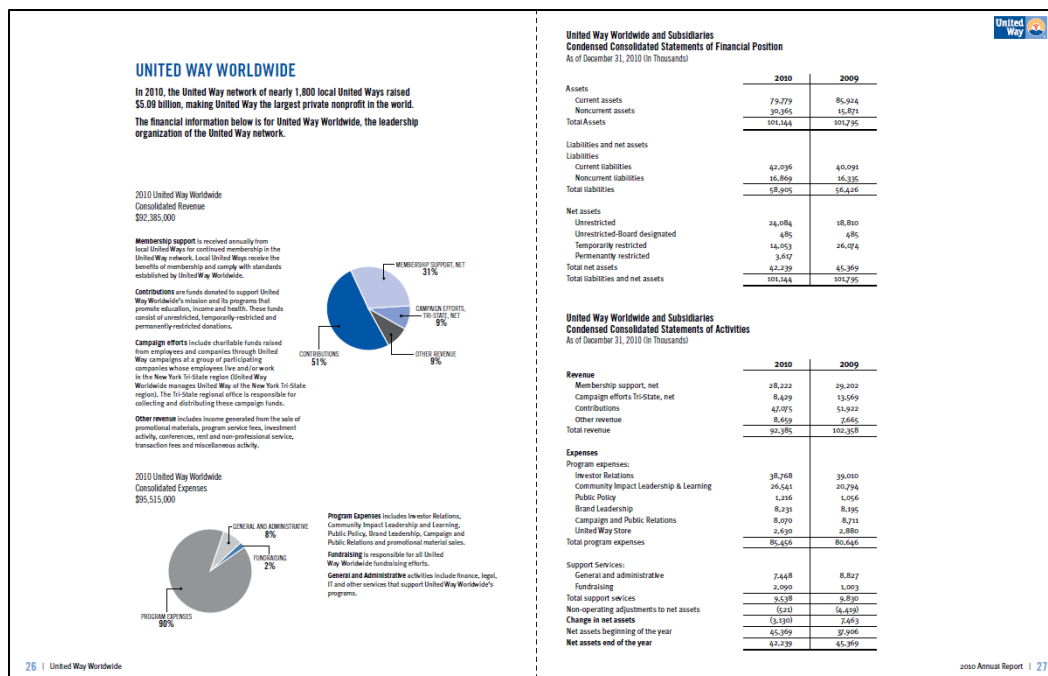 UNITED WAY WORLDWIDE
In 2010, the United Way network of nearly 1,800 local United Ways raised
$5.09 billion, making United Way the largest private nonprofit in the world.
The financial information below is for United Way Worldwide, the leadership
organization of the United Way network.
2010 United Way Worldwide
Consolidated Revenue
$92,385,000
Membership support is received annually from
local United Ways for continued membership in the
United Way network. Local United Ways receive the
benefits of membership and comply with standards
established by United Way Worldwide.
Contributions are funds donated to support United
Way Worldwide's mission and its programs that
promote education, income and health. These funds
consist of unrestricted, temporarily-restricted and
permanently-restricted donations.
Campaign efforts include charitable funds raised
from employees and companies through United
Way campaigns at a group of participating
companies whose employees live and/or work
in the New York Tri-State region (United Way
Worldwide manages United Way of the New York Tri-State
region). The Tri-State regional office is responsible for
collecting and distributing these campaign funds.
Other revenue includes income generated from the sale of
promotional materials, program service fees, investment
activity, conferences, rent and non-professional service,
transaction fees and miscellaneous activity.
MEMBERSHIP SUPPORT, NET
31%
CAMPAIGN EFFORTS,
TRI-STATE, NET
9%
OTHER REVENUE
9%
CONTRIBUTIONS
51%
2010 United Way Worldwide
Consolidated Expenses
$95,515,000
GENERAL AND ADMINISTRATIVE
8%
FUNDRAISING
2%
PROGRAM EXPENSES
90%
Program Expenses includes Investor Relations,
Community Impact Leadership and Learning,
Public Policy, Brand Leadership, Campaign and
Public Relations and promotional material sales.
Fundraising is responsible for all United
Way Worldwide fundraising efforts.
General and Administrative activities include finance, legal,
IT and other services that support United Way Worldwide's
programs.
26 | United Way Worldwide
United
Way
United Way Worldwide and Subsidiaries
Condensed Consolidated Statements of Financial Position
As of December 31, 2010 (In Thousands)
2010 2009
Assets
Current assets 79,779 85,924
Noncurrent assets 30,365 15,871
Total Assets 101,144 101,795
Liabilities and net assets
Liabilities
Current liabilities 42,036 40,091
Noncurrent liabilities 16,869 16,335
Total liabilities 58,905 56,426
Net assets
Unrestricted 24,084 18,810
Unrestricted-Board designated 485 485
Temporarily restricted 14,053 26,074
Permenantly restricted 3,617
Total net assets 42,239 45,369
Total liabilities and net assets 101,144 101,795
United Way Worldwide and Subsidiaries
Condensed Consolidated Statements of Activities
As of December 31, 2010 (In Thousands)
2010 2009
Revenue
Membership support, net 28,222 29,202
Campaign efforts Tri-State, net 8,429 13,569
Contributions 47,075 51,922
Other revenue 8,659 7,665
Total revenue 92,385 102,358
Expenses
Program expenses:
Investor Relations 38,768 39,010
Community Impact Leadership & Learning 26,541 20,794
Public Policy 1,216 1,056
Brand Leadership 8,231 8,195
Campaign and Public Relations 8,070 8,711
United Way Store 2,630 2,880
Total program expenses 85,456 80,646
Support Services:
General and administrative 7,448 8,827
Fundraising 2,090 1,003
Total support sevices 9,538 9,830
Non-operating adjustments to net assets (521) (4,419)
Change in net assets (3,130) 7,463
Net assets beginning of the year 45,369 37,906
Net assets end of the year 42,239 45,369
2010 Annual Report | 27